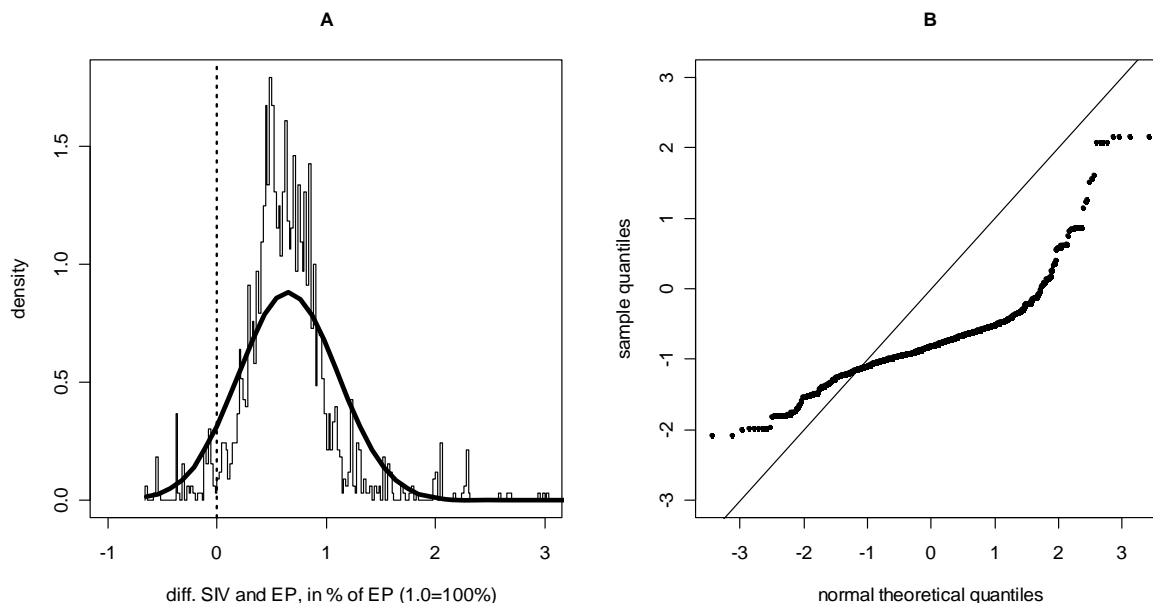 A
density
0.0
0.5
1.0
1.5
-1 0 1 2 3
diff. SIV and EP, in % of EP (1.0=100%)
B
sample quantiles
3
2
1
0
-1
-2
-3
-3 -2 -1 0 1 2 3
normal theoretical quantiles